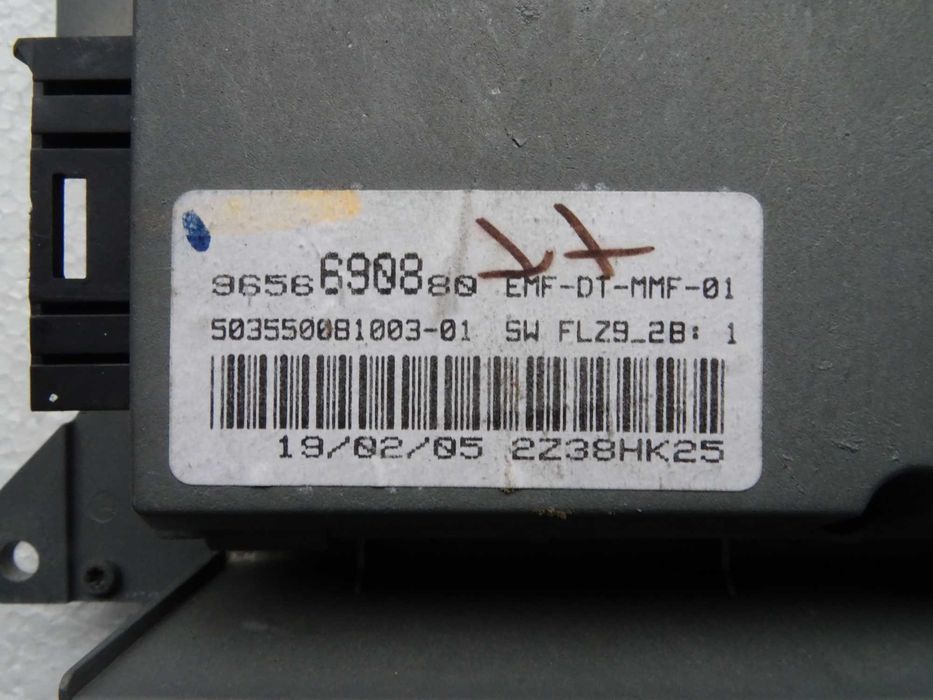 9656690880 EMF-DT-MMF-01
503550081003-01 SW FLZ9_2B: 1
19/02/05 2Z38HK25